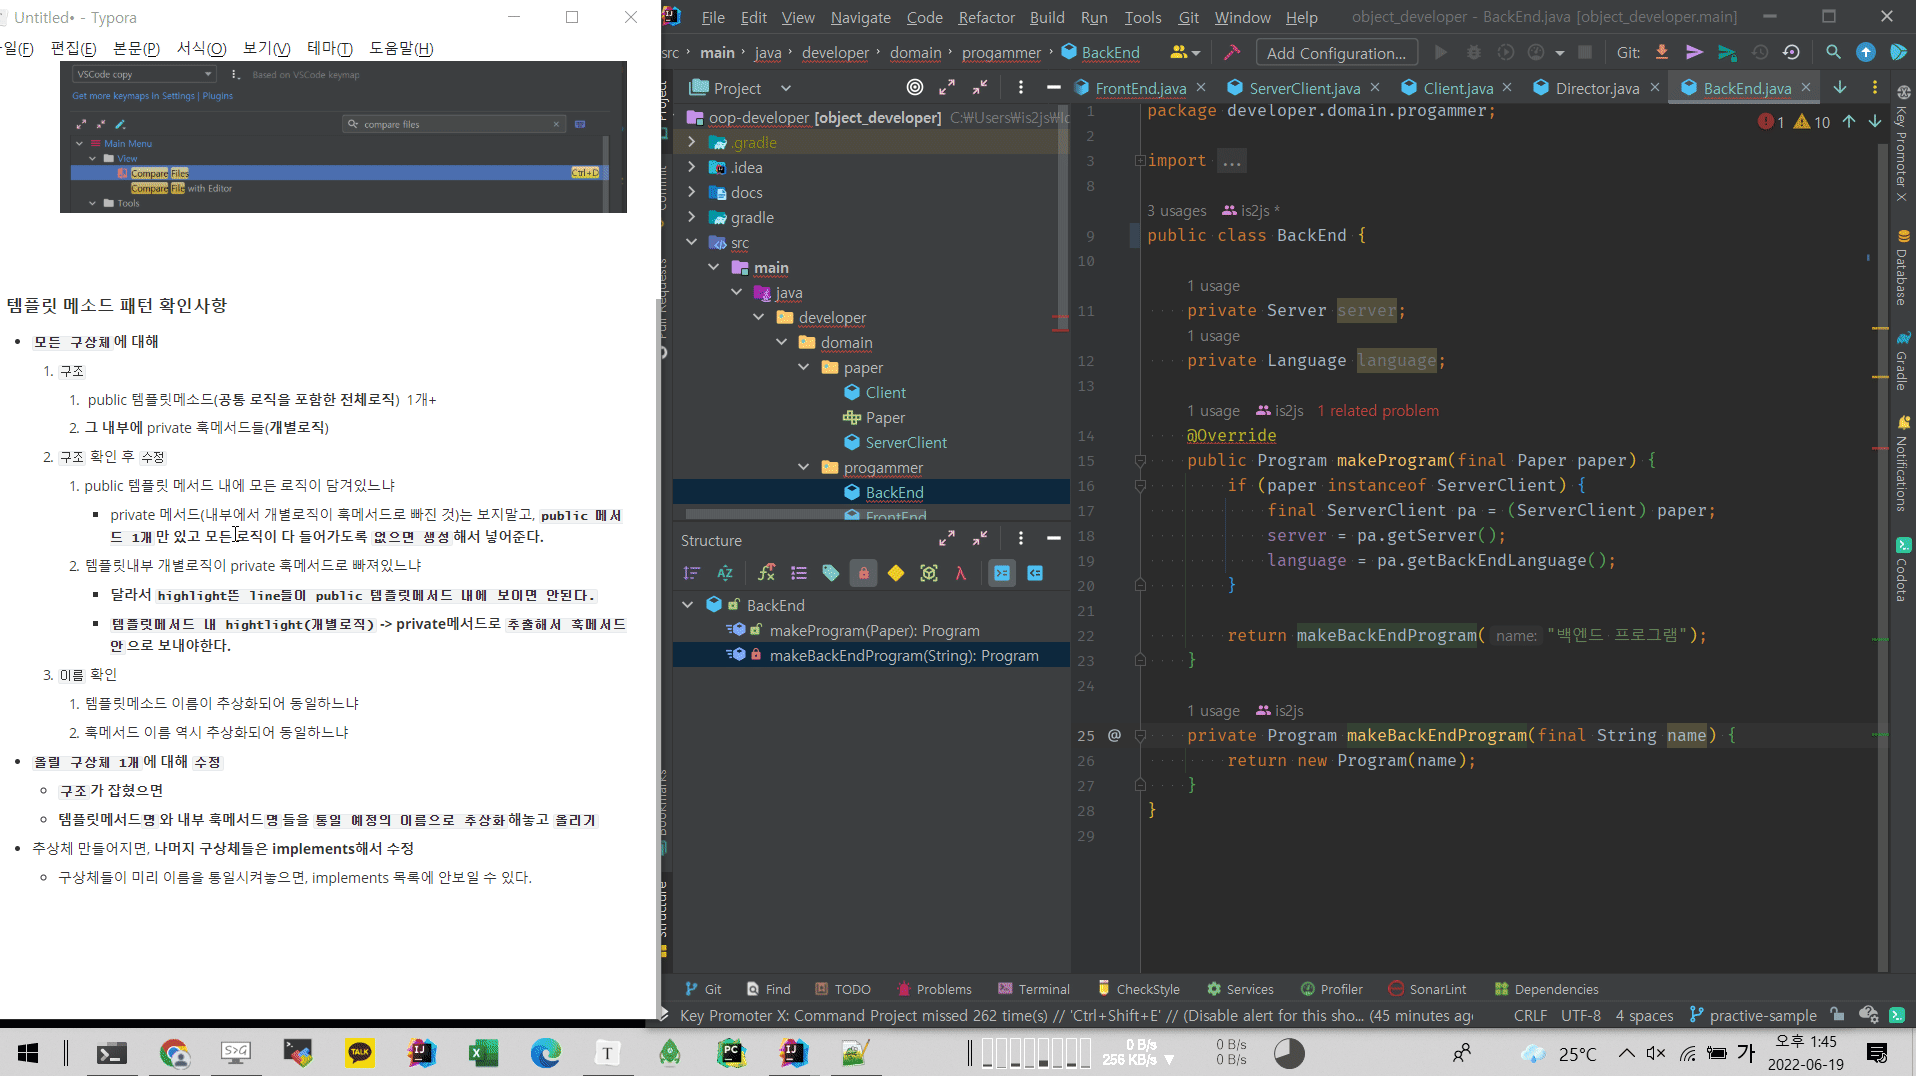 Untitled• - Typora
일(F) 편집(E) 본문(P) 서식(O) 보기(V) 테마(T) 도움말(H)
VSCode copy Based on VSCode keymap
Get more keymaps in Settings | Plugins
compare files
Main Menu
View
Compare Files Ctrl+D
Compare File with Editor
Tools
템플릿 메소드 패턴 확인사항
모든 구상체에 대해
1. 구조
1. public 템플릿메소드(공통 로직을 포함한 전체로직) 1개+
2. 그 내부에 private 훅메서드들(개별로직)
2. 구조 확인 후 수정
1. public 템플릿 메서드 내에 모든 로직이 담겨있느냐
private 메서드(내부에서 개별로직이 훅메서드로 빠진 것)는 보지말고, public 메서
드 1개만 있고 모든로직이 다 들어가도록 없으면 생성해서 넣어준다.
2. 템플릿내부 개별로직이 private 훅메서드로 빠져있느냐
달라서 highlight뜬 line들이 public 템플릿메서드 내에 보이면 안된다.
템플릿메서드 내 hightlight(개별로직) -> private메서드로 추출해서 훅메서드
안으로 보내야한다.
3. 이름 확인
1. 템플릿메소드 이름이 추상화되어 동일하느냐
2. 훅메서드 이름 역시 추상화되어 동일하느냐
올릴 구상체 1개에 대해 수정
구조가 잡혔으면
템플릿메서드명와 내부 훅메서드명들을 통일 예정의 이름으로 추상화해놓고 올리기
추상체 만들어지면, 나머지 구상체들은 implements해서 수정
구상체들이 미리 이름을 통일시켜놓으면, implements 목록에 안보일 수 있다.
File Edit View Navigate Code Refactor Build Run Tools Git Window Help object_developer - BackEnd.java [object_developer.main]
src › main › java › developer › domain › progammer › BackEnd Add Configuration... Git:
Project
FrontEnd.java ServerClient.java Client.java Director.java BackEnd.java
oop-developer [object_developer] C:\Users\is2js\Id
.gradle
.idea
docs
gradle
src
main
java
developer
domain
paper
Client
Paper
ServerClient
progammer
BackEnd
FrontEnd
Structure
BackEnd
makeProgram(Paper): Program
makeBackEndProgram(String): Program
1 package developer.domain.progammer;
1 10
2
3 import ...
8
3 usages is2js *
9 public class BackEnd {
10
1 usage
11 private Server server;
1 usage
12 private Language language;
13
1 usage is2js 1 related problem
14 @Override
15 public Program makeProgram(final Paper paper) {
16 if (paper instanceof ServerClient) {
17 final ServerClient pa = (ServerClient) paper;
18 server = pa.getServer();
19 language = pa.getBackEndLanguage();
20 }
21
22 return makeBackEndProgram( name: "백엔드 프로그램");
23 }
24
1 usage is2js
25 @ private Program makeBackEndProgram(final String name) {
26 return new Program(name);
27 }
28 }
29
Key Promoter X
Database
Gradle
Notifications
Codota
Project
Commit
Pull Requests
Bookmarks
Structure
Git Find TODO Problems Terminal CheckStyle Services Profiler SonarLint Dependencies
Key Promoter X: Command Project missed 262 time(s) // 'Ctrl+Shift+E' // (Disable alert for this sho... (45 minutes ago CRLF UTF-8 4 spaces practive-sample
TALK
0 B/s
256 KB/s
0 B/s
0 B/s
25°C
가
오후 1:45
2022-06-19